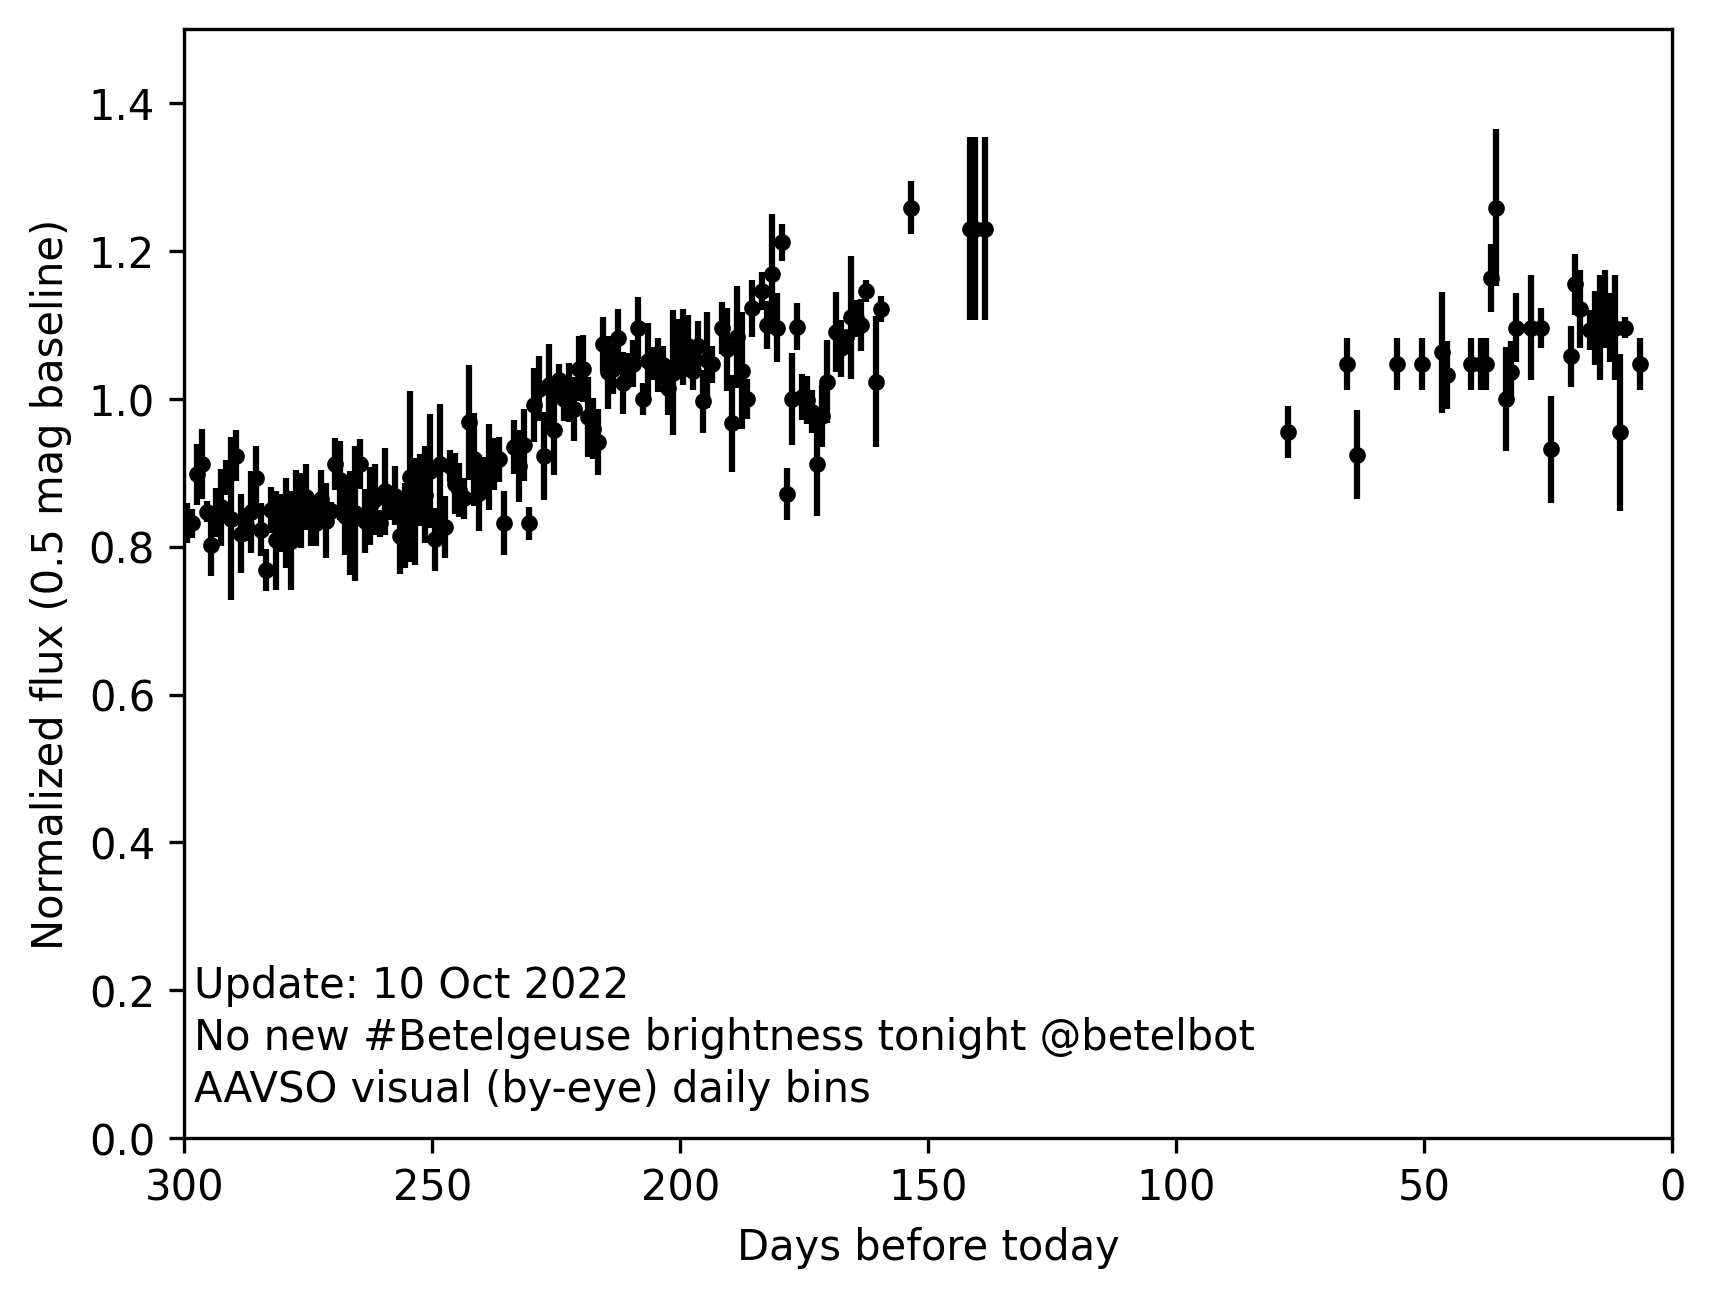 1.4
1.2
1.0
0.8
0.6
0.4
0.2
0.0
Normalized flux (0.5 mag baseline)
Update: 10 Oct 2022
No new #Betelgeuse brightness tonight @betelbot
AAVSO visual (by-eye) daily bins
300 250 200 150 100 50 0
Days before today